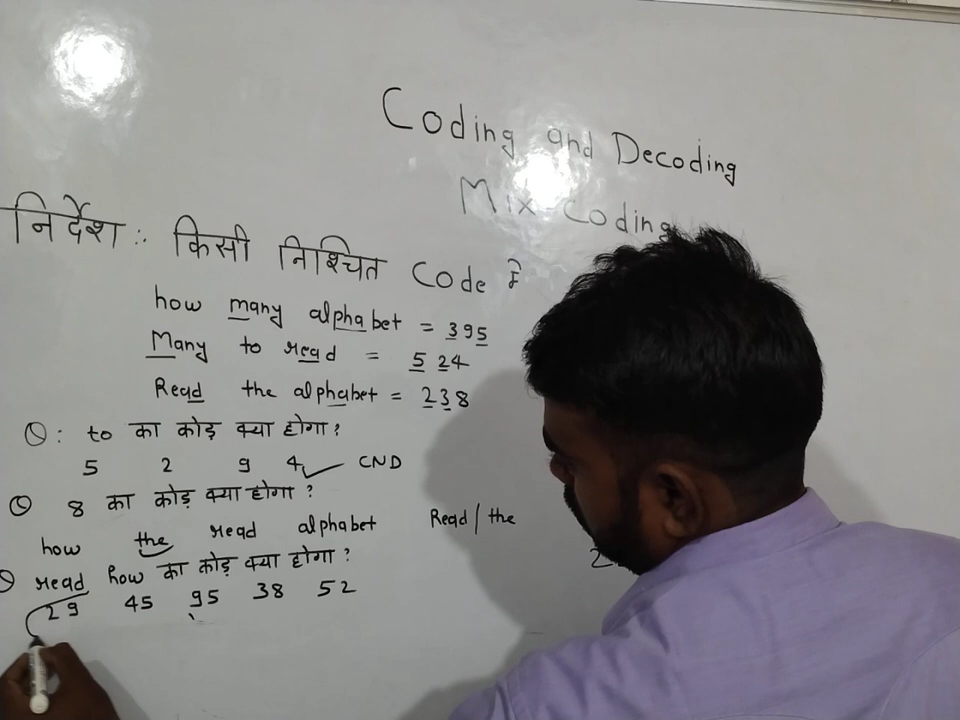 Coding and Decoding
Mix-Coding
निर्देश :. किसी निश्चित Code में
how many alphabet = 395
Many to read = 524
Read the alphabet = 238
Q: to का कोड़ क्या होगा?
5 2 9 4 ✓ CND
Q 8 का कोड़ क्या होगा?
how the read alphabet Read/the
Q read how का कोड़ क्या होगा?
29 45 95 38 52
2